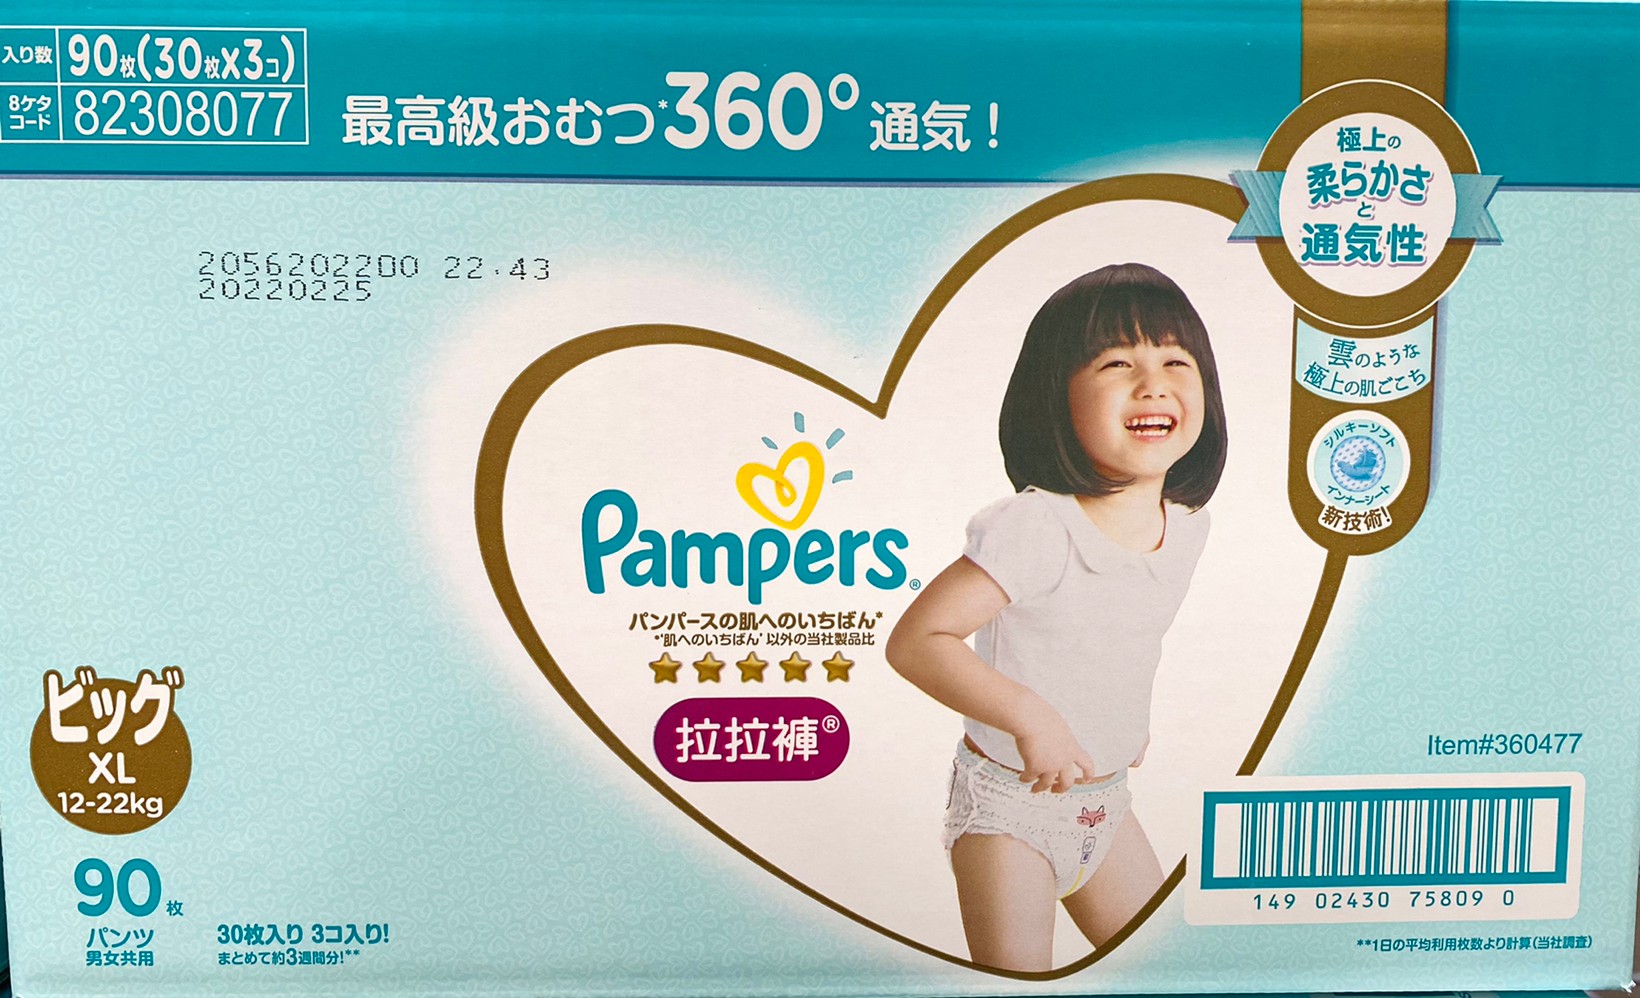 入り数 90枚(30枚x3コ)
8ケタコード 82308077
最高級おむつ*360°通気!
極上の
柔らかさ
と
通気性
雲のような
極上の肌ごこち
シルキーソフト
インナーシート
新技術!
2056202200 22:43
20220225
Pampers®
パンパースの肌へのいちばん*
*'肌へのいちばん' 以外の当社製品比
拉拉褲®
ビッグ
XL
12-22kg
90枚
パンツ
男女共用
30枚入り 3コ入り!
まとめて約3週間分!**
Item#360477
149 02430 75809 0
**1日の平均利用枚数より計算(当社調査)